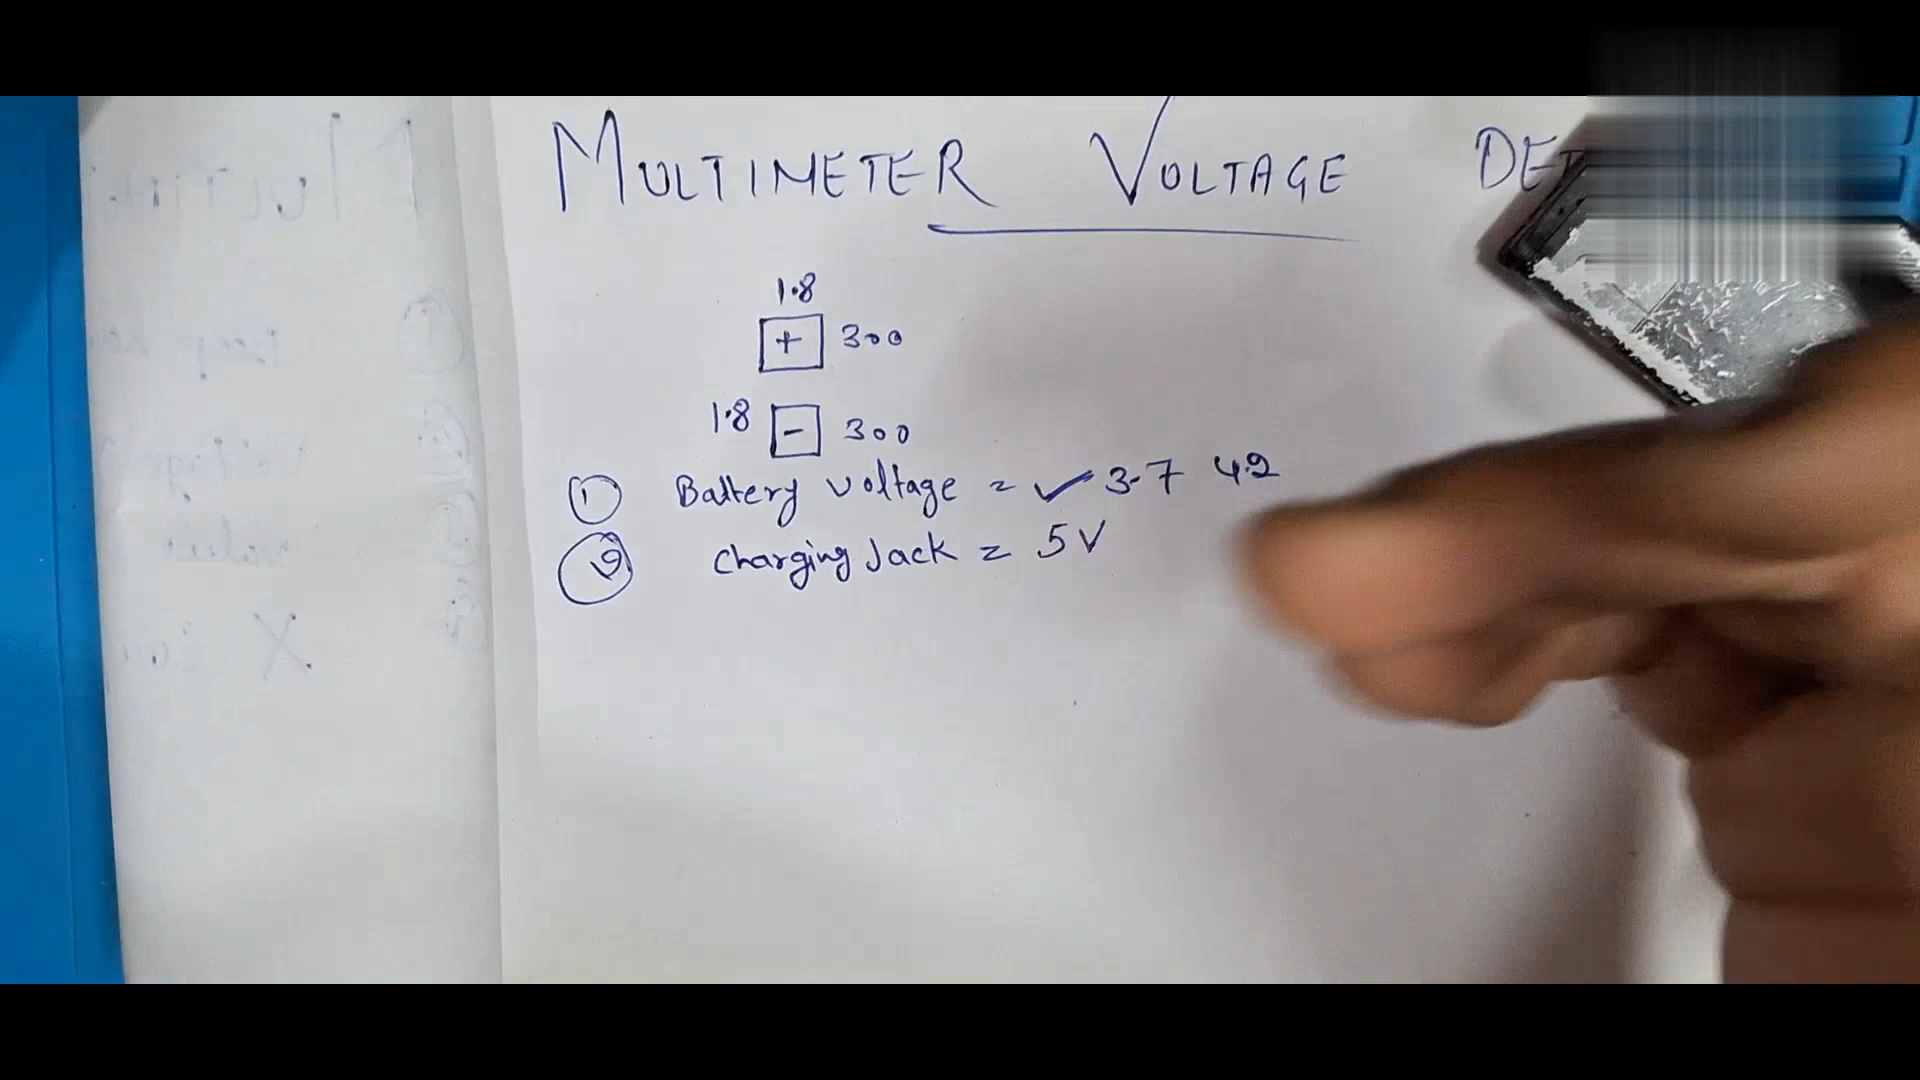 MULTIMETER VOLTAGE
1.8
+ 300
1.8 - 300
1 Battery voltage = ✓ 3.7 4.2
2 Charging Jack = 5V